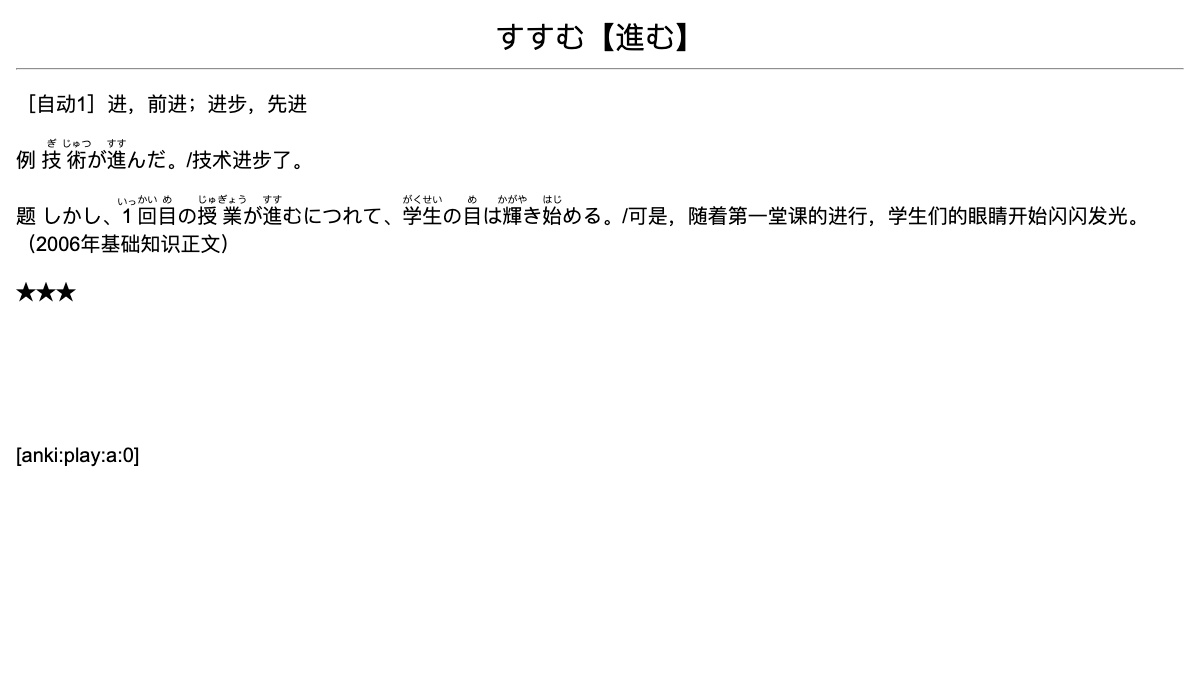 すすむ【進む】
［自动1］进，前进；进步，先进
ぎ じゅつ すす
例 技術が進んだ。/技术进步了。
いっかい め じゅぎょう すす がくせい め かがや はじ
题 しかし、1回目の授業が進むにつれて、学生の目は輝き始める。/可是，随着第一堂课的进行，学生们的眼睛开始闪闪发光。
（2006年基础知识正文）
★★★
[anki:play:a:0]